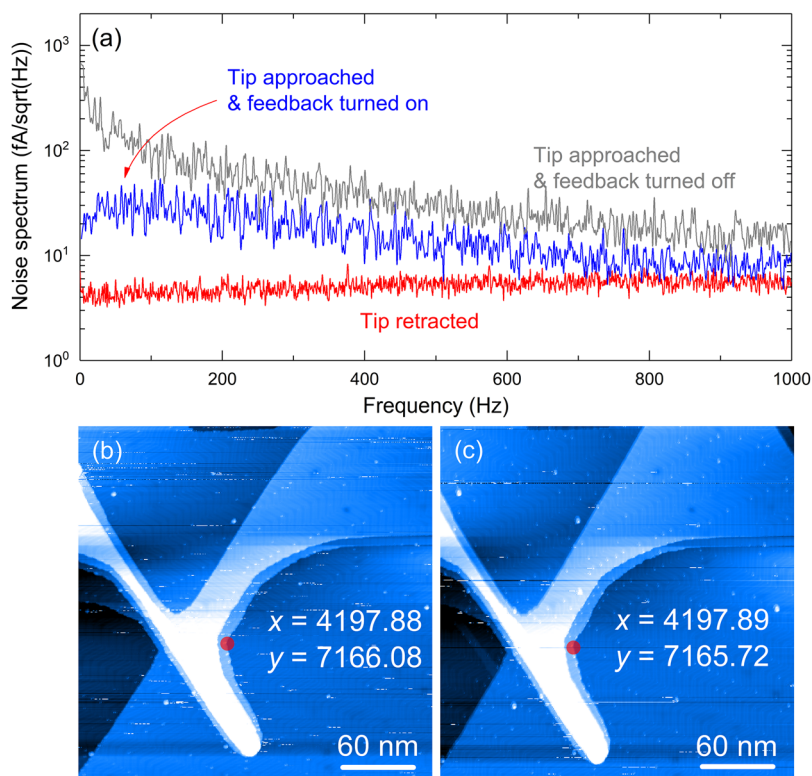 (a)
10³
10²
10¹
10⁰
Noise spectrum (fA/sqrt(Hz))
Tip approached
& feedback turned on
Tip approached
& feedback turned off
Tip retracted
0
200
400
600
800
1000
Frequency (Hz)
(b)
x = 4197.88
y = 7166.08
60 nm
(c)
x = 4197.89
y = 7165.72
60 nm